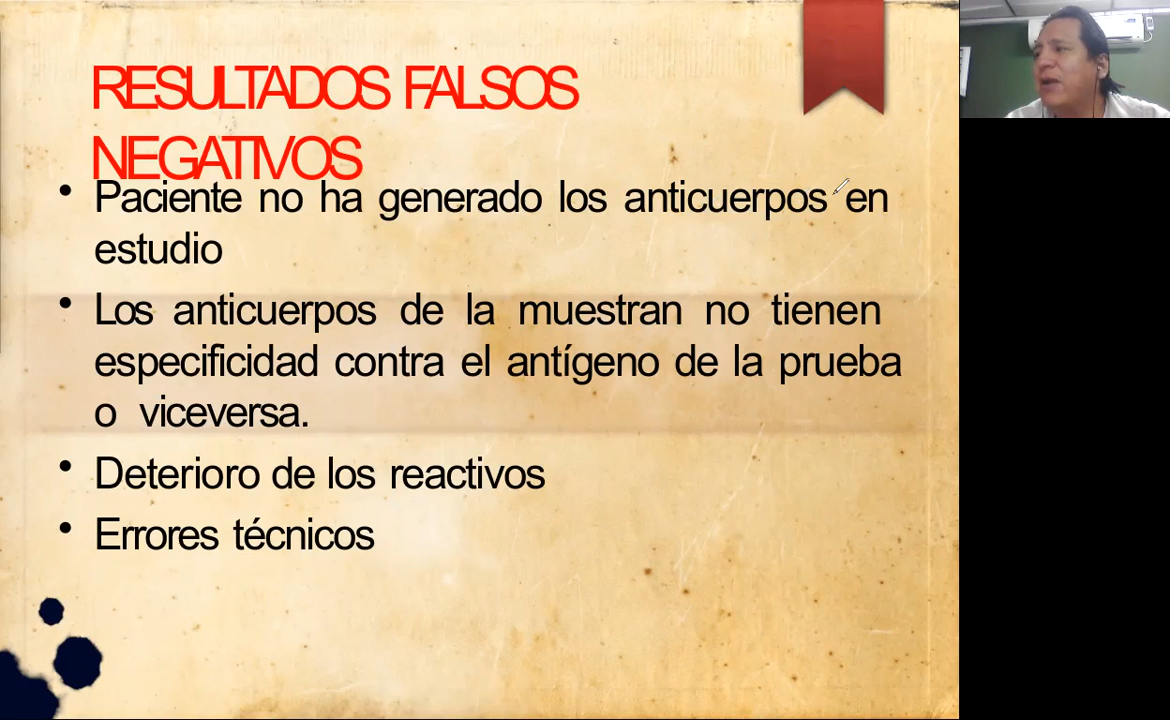 RESULTADOS FALSOS
NEGATIVOS
• Paciente no ha generado los anticuerpos en
estudio
• Los anticuerpos de la muestran no tienen
especificidad contra el antígeno de la prueba
o viceversa.
• Deterioro de los reactivos
• Errores técnicos